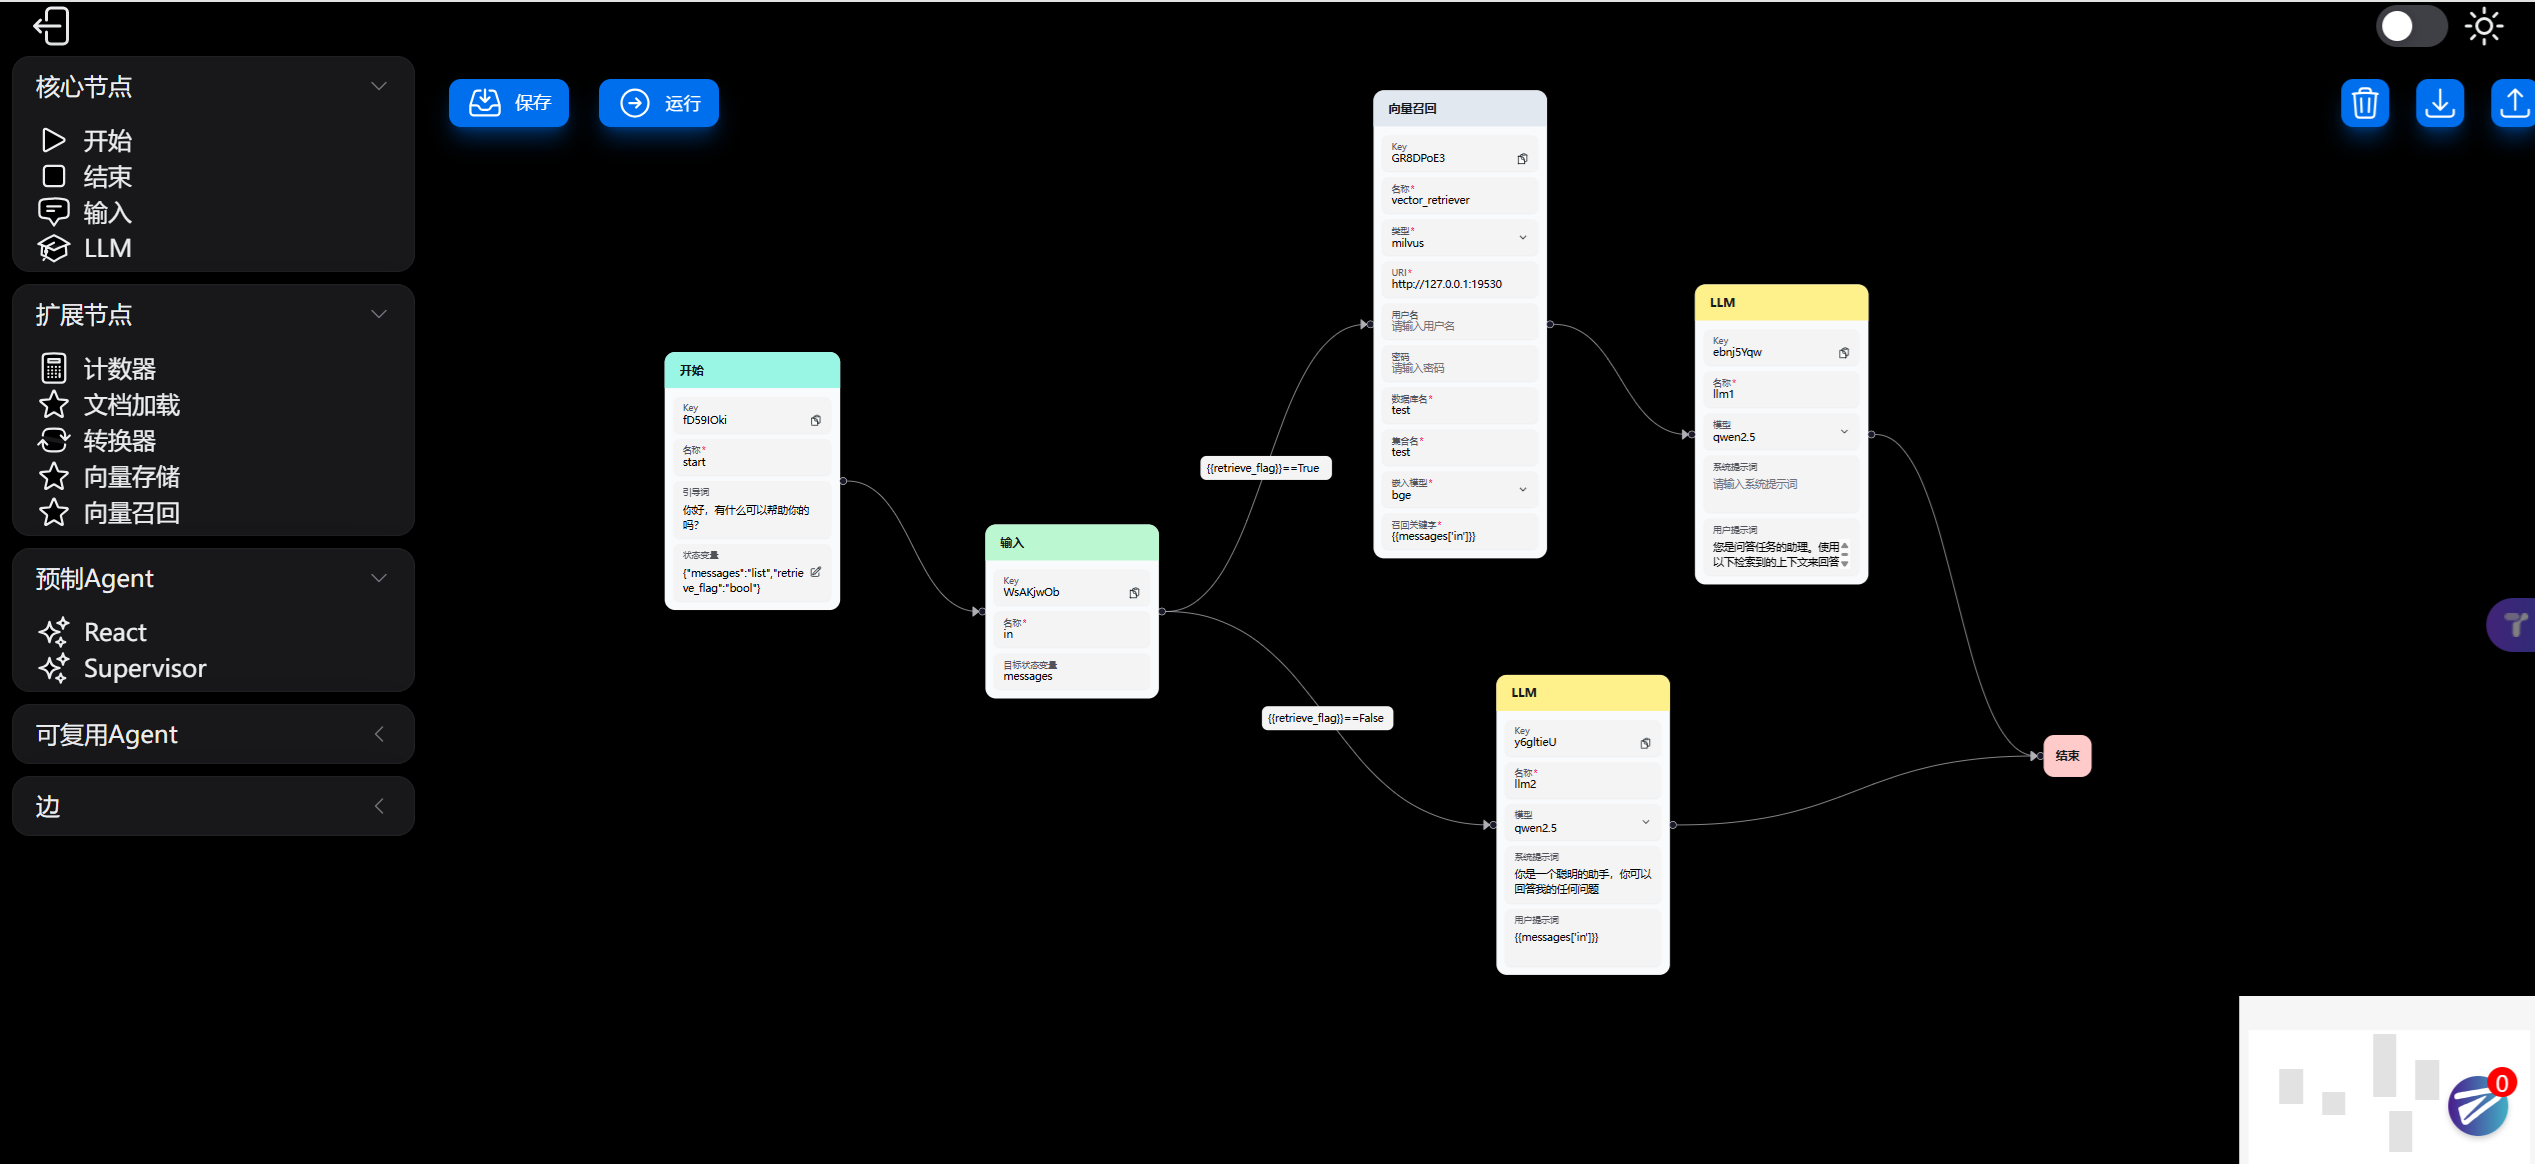 核心节点
开始
结束
输入
LLM
扩展节点
计数器
文档加载
转换器
向量存储
向量召回
预制Agent
React
Supervisor
可复用Agent
边
保存
运行
开始
Key
fD59IOki
名称*
start
引导词
你好，有什么可以帮助你的
吗?
状态变量
{"messages":"list","retrie
ve_flag":"bool"}
输入
Key
WsAKjwOb
名称*
in
目标状态变量
messages
{{retrieve_flag}}==True
{{retrieve_flag}}==False
向量召回
Key
GR8DPoE3
名称*
vector_retriever
类型*
milvus
URI*
http://127.0.0.1:19530
用户名
请输入用户名
密码
请输入密码
数据库名*
test
集合名*
test
嵌入模型*
bge
召回关键字*
{{messages['in']}}
LLM
Key
ebnj5Yqw
名称*
llm1
模型
qwen2.5
系统提示词
请输入系统提示词
用户提示词
您是问答任务的助理。使用
以下检索到的上下文来回答
LLM
Key
y6gltieU
名称*
llm2
模型
qwen2.5
系统提示词
你是一个聪明的助手，你可以
回答我的任何问题
用户提示词
{{messages['in']}}
结束
0